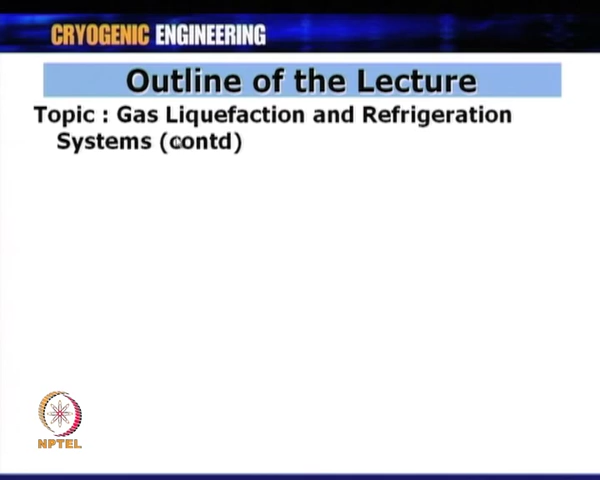 CRYOGENIC ENGINEERING
Outline of the Lecture
Topic : Gas Liquefaction and Refrigeration
Systems (contd)
NPTEL